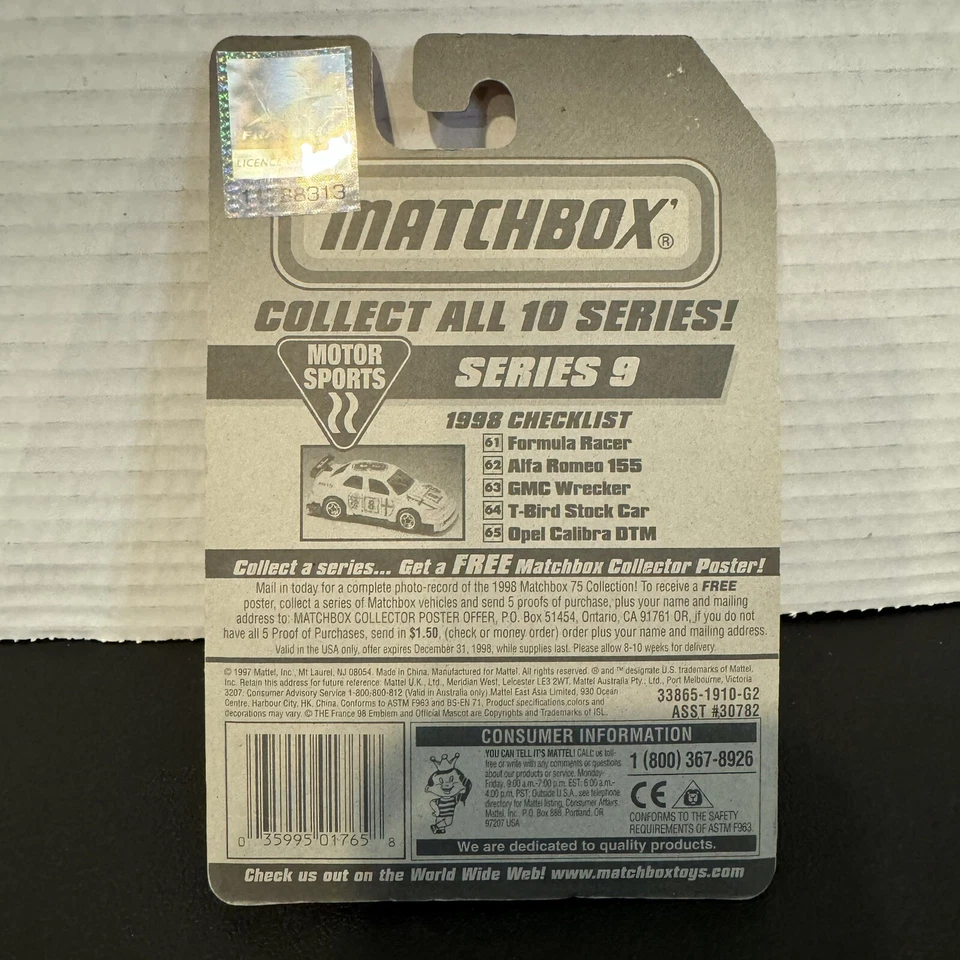 FRA
LICENC
88313
MATCHBOX®
COLLECT ALL 10 SERIES!
MOTOR
SPORTS
SERIES 9
1998 CHECKLIST
61 Formula Racer
62 Alfa Romeo 155
63 GMC Wrecker
64 T-Bird Stock Car
65 Opel Calibra DTM
8
Collect a series... Get a FREE Matchbox Collector Poster!
Mail in today for a complete photo-record of the 1998 Matchbox 75 Collection! To receive a FREE
poster, collect a series of Matchbox vehicles and send 5 proofs of purchase, plus your name and mailing
address to: MATCHBOX COLLECTOR POSTER OFFER, P.O. Box 51454, Ontario, CA 91761 OR, if you do not
have all 5 Proof of Purchases, send in $1.50, (check or money order) order plus your name and mailing address.
Valid in the USA only, offer expires December 31, 1998, while supplies last. Please allow 8-10 weeks for delivery.
© 1997 Mattel, Inc., Mt Laurel, NJ 08054. Made in China. Manufactured for Mattel. All rights reserved. ® and ™ designate U.S. trademarks of Mattel,
Inc. Retain this address for future reference: Mattel U.K., Ltd., Meridian West, Leicester LE3 2WT. Mattel Australia Pty., Ltd., Port Melbourne, Victoria
3207. Consumer Advisory Service 1-800-800-812 (Valid in Australia only) Mattel East Asia Limited, 930 Ocean
Centre, Harbour City, HK, China. Conforms to ASTM F963 and BS-EN 71. Product specifications,colors and
decorations may vary. © THE France 98 Emblem and Official Mascot are Copyrights and Trademarks of ISL.
33865-1910-G2
ASST #30782
0 35995 01765 8
CONSUMER INFORMATION
YOU CAN TELL IT'S MATTEL! CALL us toll-
free or write with any comments or questions
about our products or service. Monday-
Friday, 9:00 a.m.-7:00 p.m. EST: 6:00 a.m.-
4:00 p.m. PST; Outside U.S.A., see telephone
directory for Mattel listing, Consumer Affairs,
Mattel, Inc. P.O. Box 888, Portland, OR
97207 USA
1 (800) 367-8926
CE
CONFORMS TO THE SAFETY
REQUIREMENTS OF ASTM F963.
We are dedicated to quality products.
Check us out on the World Wide Web! www.matchboxtoys.com